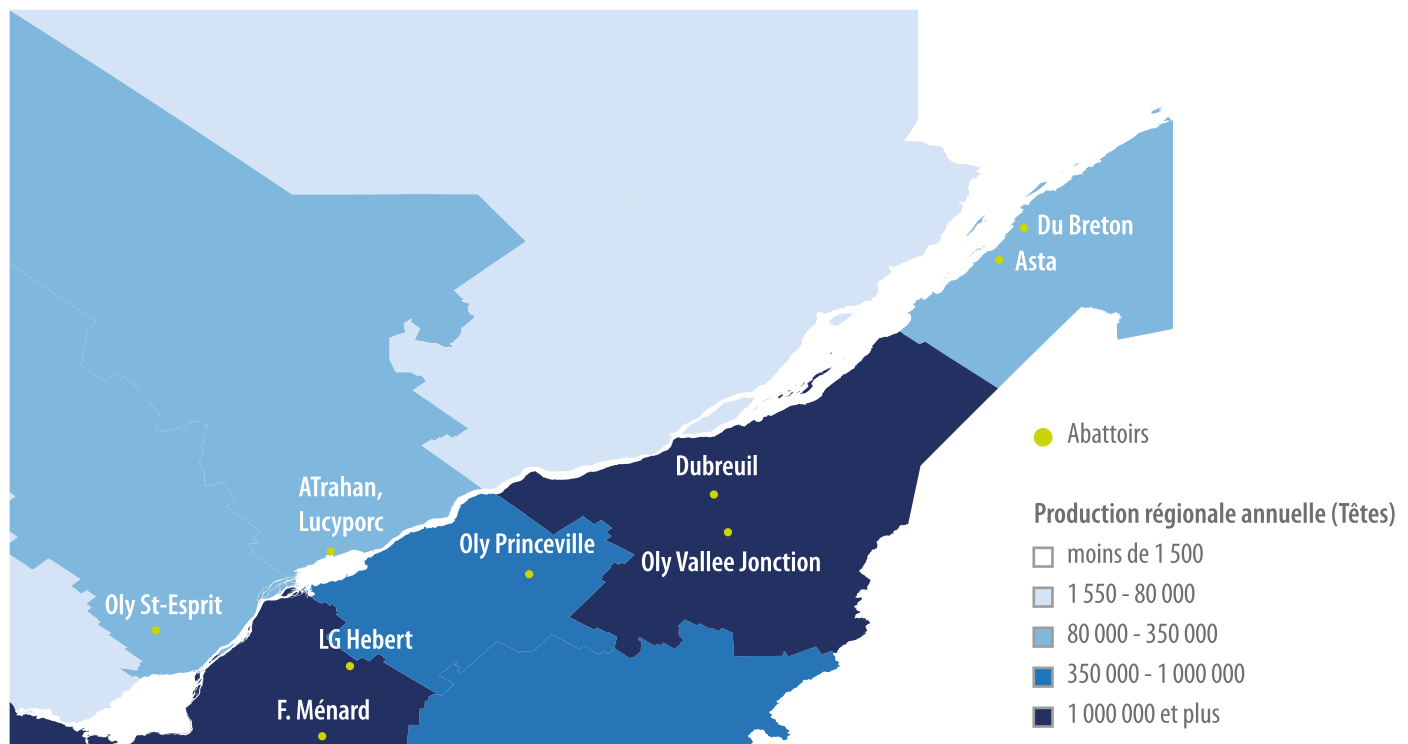 Du Breton
Asta
Abattoirs
Dubreuil
ATrahan,
Lucyporc
Production régionale annuelle (Têtes)
Oly Princeville
moins de 1 500
Oly Vallee Jonction
1 550 - 80 000
Oly St-Esprit
80 000 - 350 000
LG Hebert
350 000 - 1 000 000
F. Ménard
1 000 000 et plus